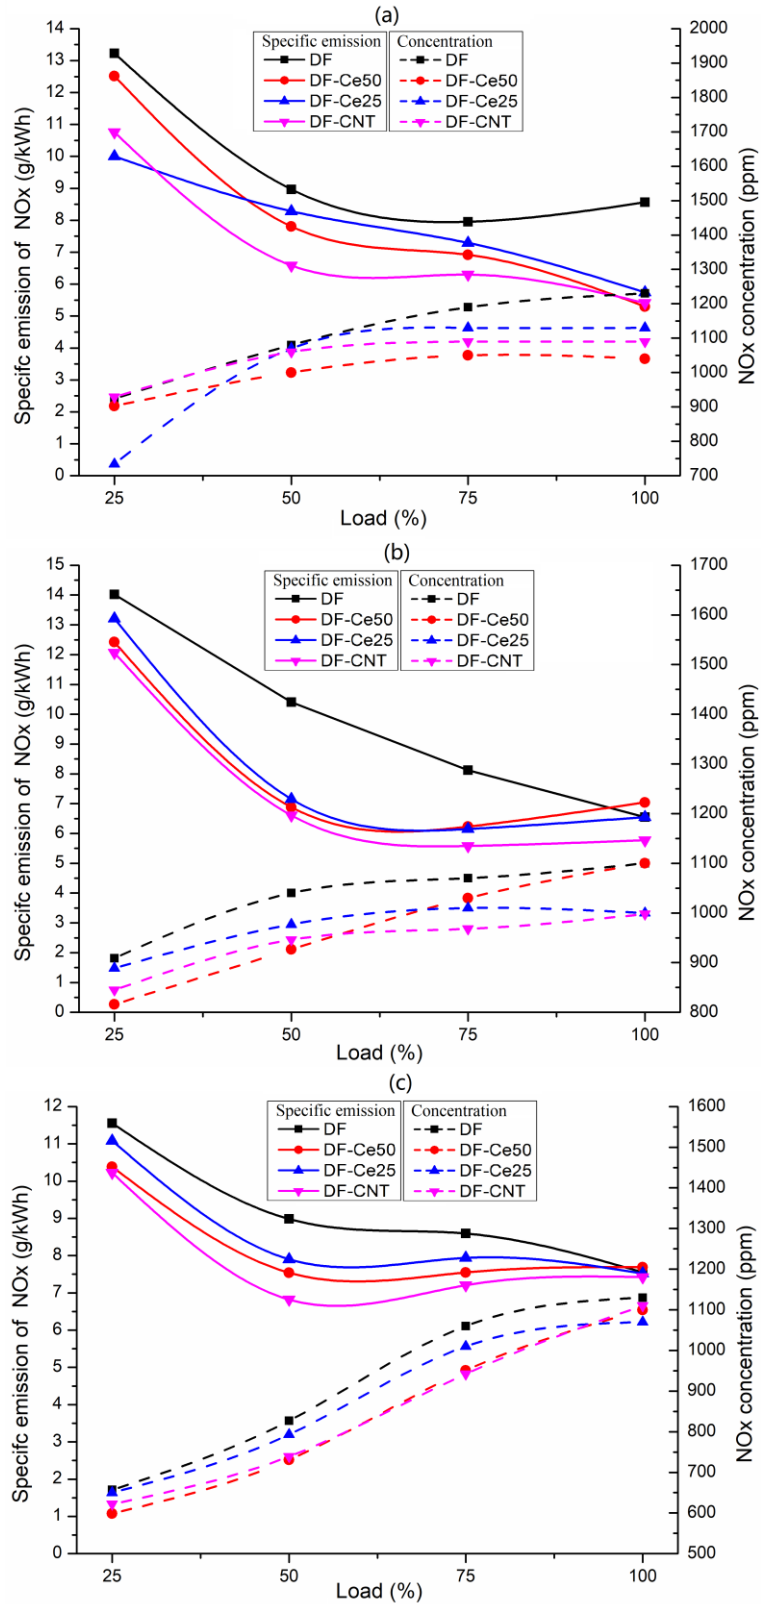 (a)
Specific emission Concentration
DF DF
DF-Ce50 DF-Ce50
DF-Ce25 DF-Ce25
DF-CNT DF-CNT
14
13
12
11
10
9
8
7
6
5
4
3
2
1
0
Specifc emission of NOx (g/kWh)
2000
1900
1800
1700
1600
1500
1400
1300
1200
1100
1000
900
800
700
NOx concentration (ppm)
25 50 75 100
Load (%)
(b)
Specific emission Concentration
DF DF
DF-Ce50 DF-Ce50
DF-Ce25 DF-Ce25
DF-CNT DF-CNT
15
14
13
12
11
10
9
8
7
6
5
4
3
2
1
0
Specifc emission of NOx (g/kWh)
1700
1600
1500
1400
1300
1200
1100
1000
900
800
NOx concentration (ppm)
25 50 75 100
Load (%)
(c)
Specific emission Concentration
DF DF
DF-Ce50 DF-Ce50
DF-Ce25 DF-Ce25
DF-CNT DF-CNT
12
11
10
9
8
7
6
5
4
3
2
1
0
Specifc emission of NOx (g/kWh)
1600
1500
1400
1300
1200
1100
1000
900
800
700
600
500
NOx concentration (ppm)
25 50 75 100
Load (%)